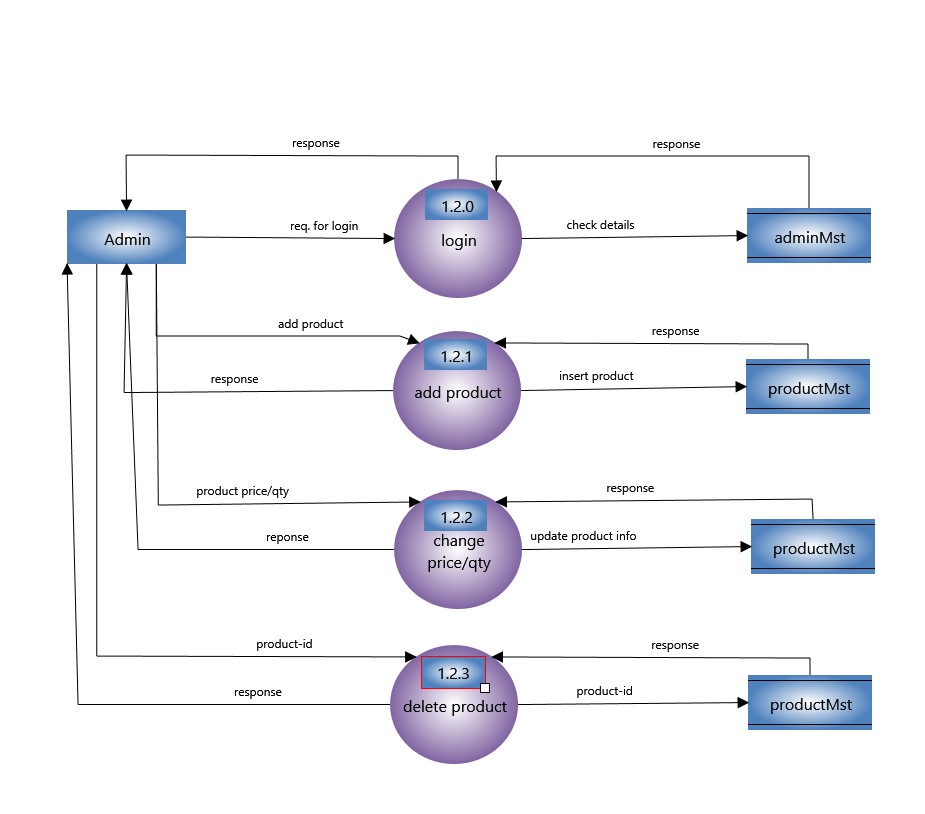 response
response
1.2.0
req. for login
check details
Admin
login
adminMst
add product
response
1.2.1
response
insert product
add product
productMst
product price/qty
response
1.2.2
reponse
change
price/qty
update product info
productMst
product-id
response
1.2.3
response
product-id
delete product
productMst